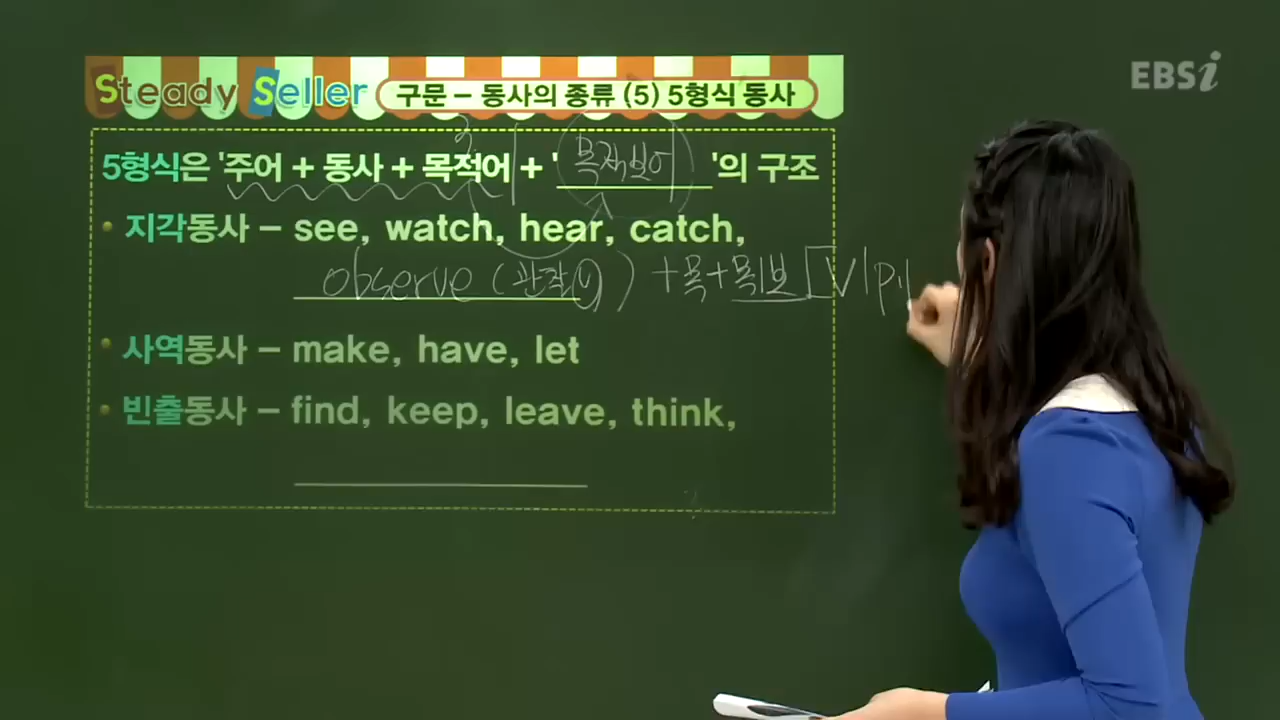 EBSi
Steady Seller 구문 – 동사의 종류 (5) 5형식 동사
5형식은 '주어 + 동사 + 목적어 + ' 목적보어 '의 구조
• 지각동사 – see, watch, hear, catch,
observe (관찰 ) + 목 + 목보 V / P
• 사역동사 – make, have, let
• 빈출동사 – find, keep, leave, think,